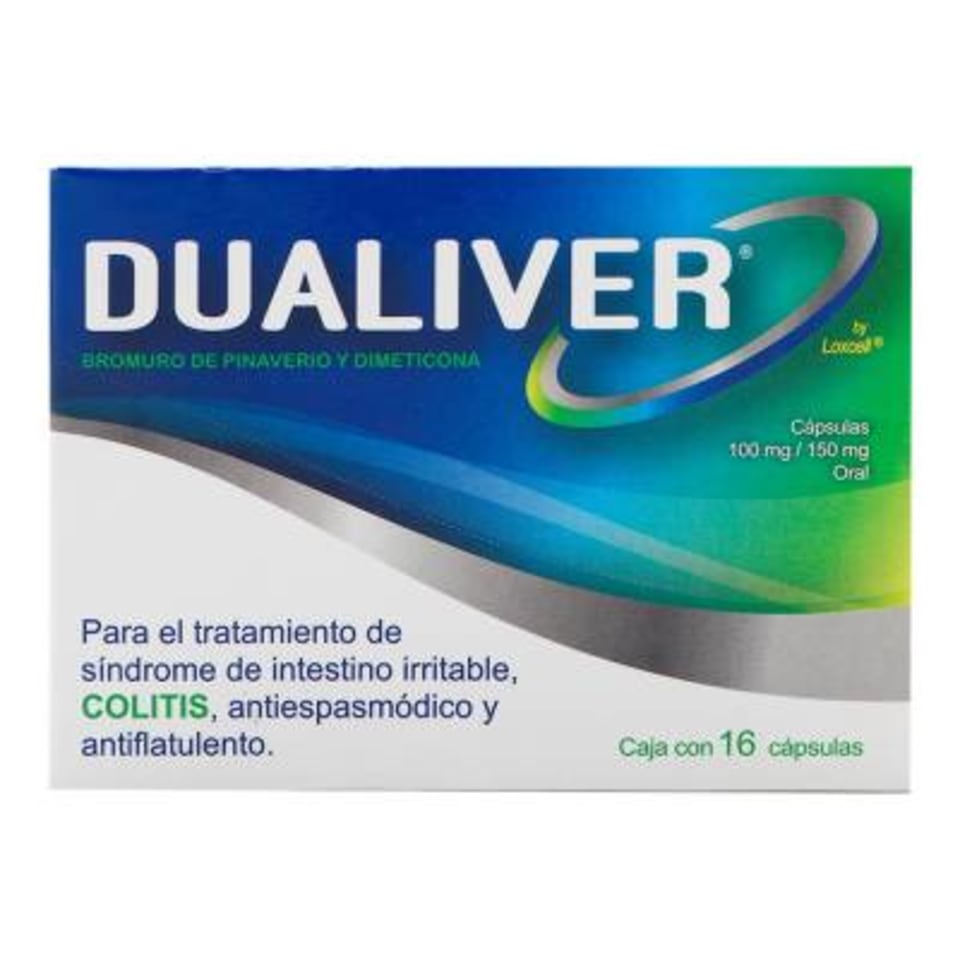 DUALIVER®
BROMURO DE PINAVERIO Y DIMETICONA
by
Loxcell®
Cápsulas
100 mg / 150 mg
Oral
Para el tratamiento de
síndrome de intestino irritable,
COLITIS, antiespasmódico y
antiflatulento.
Caja con 16 cápsulas